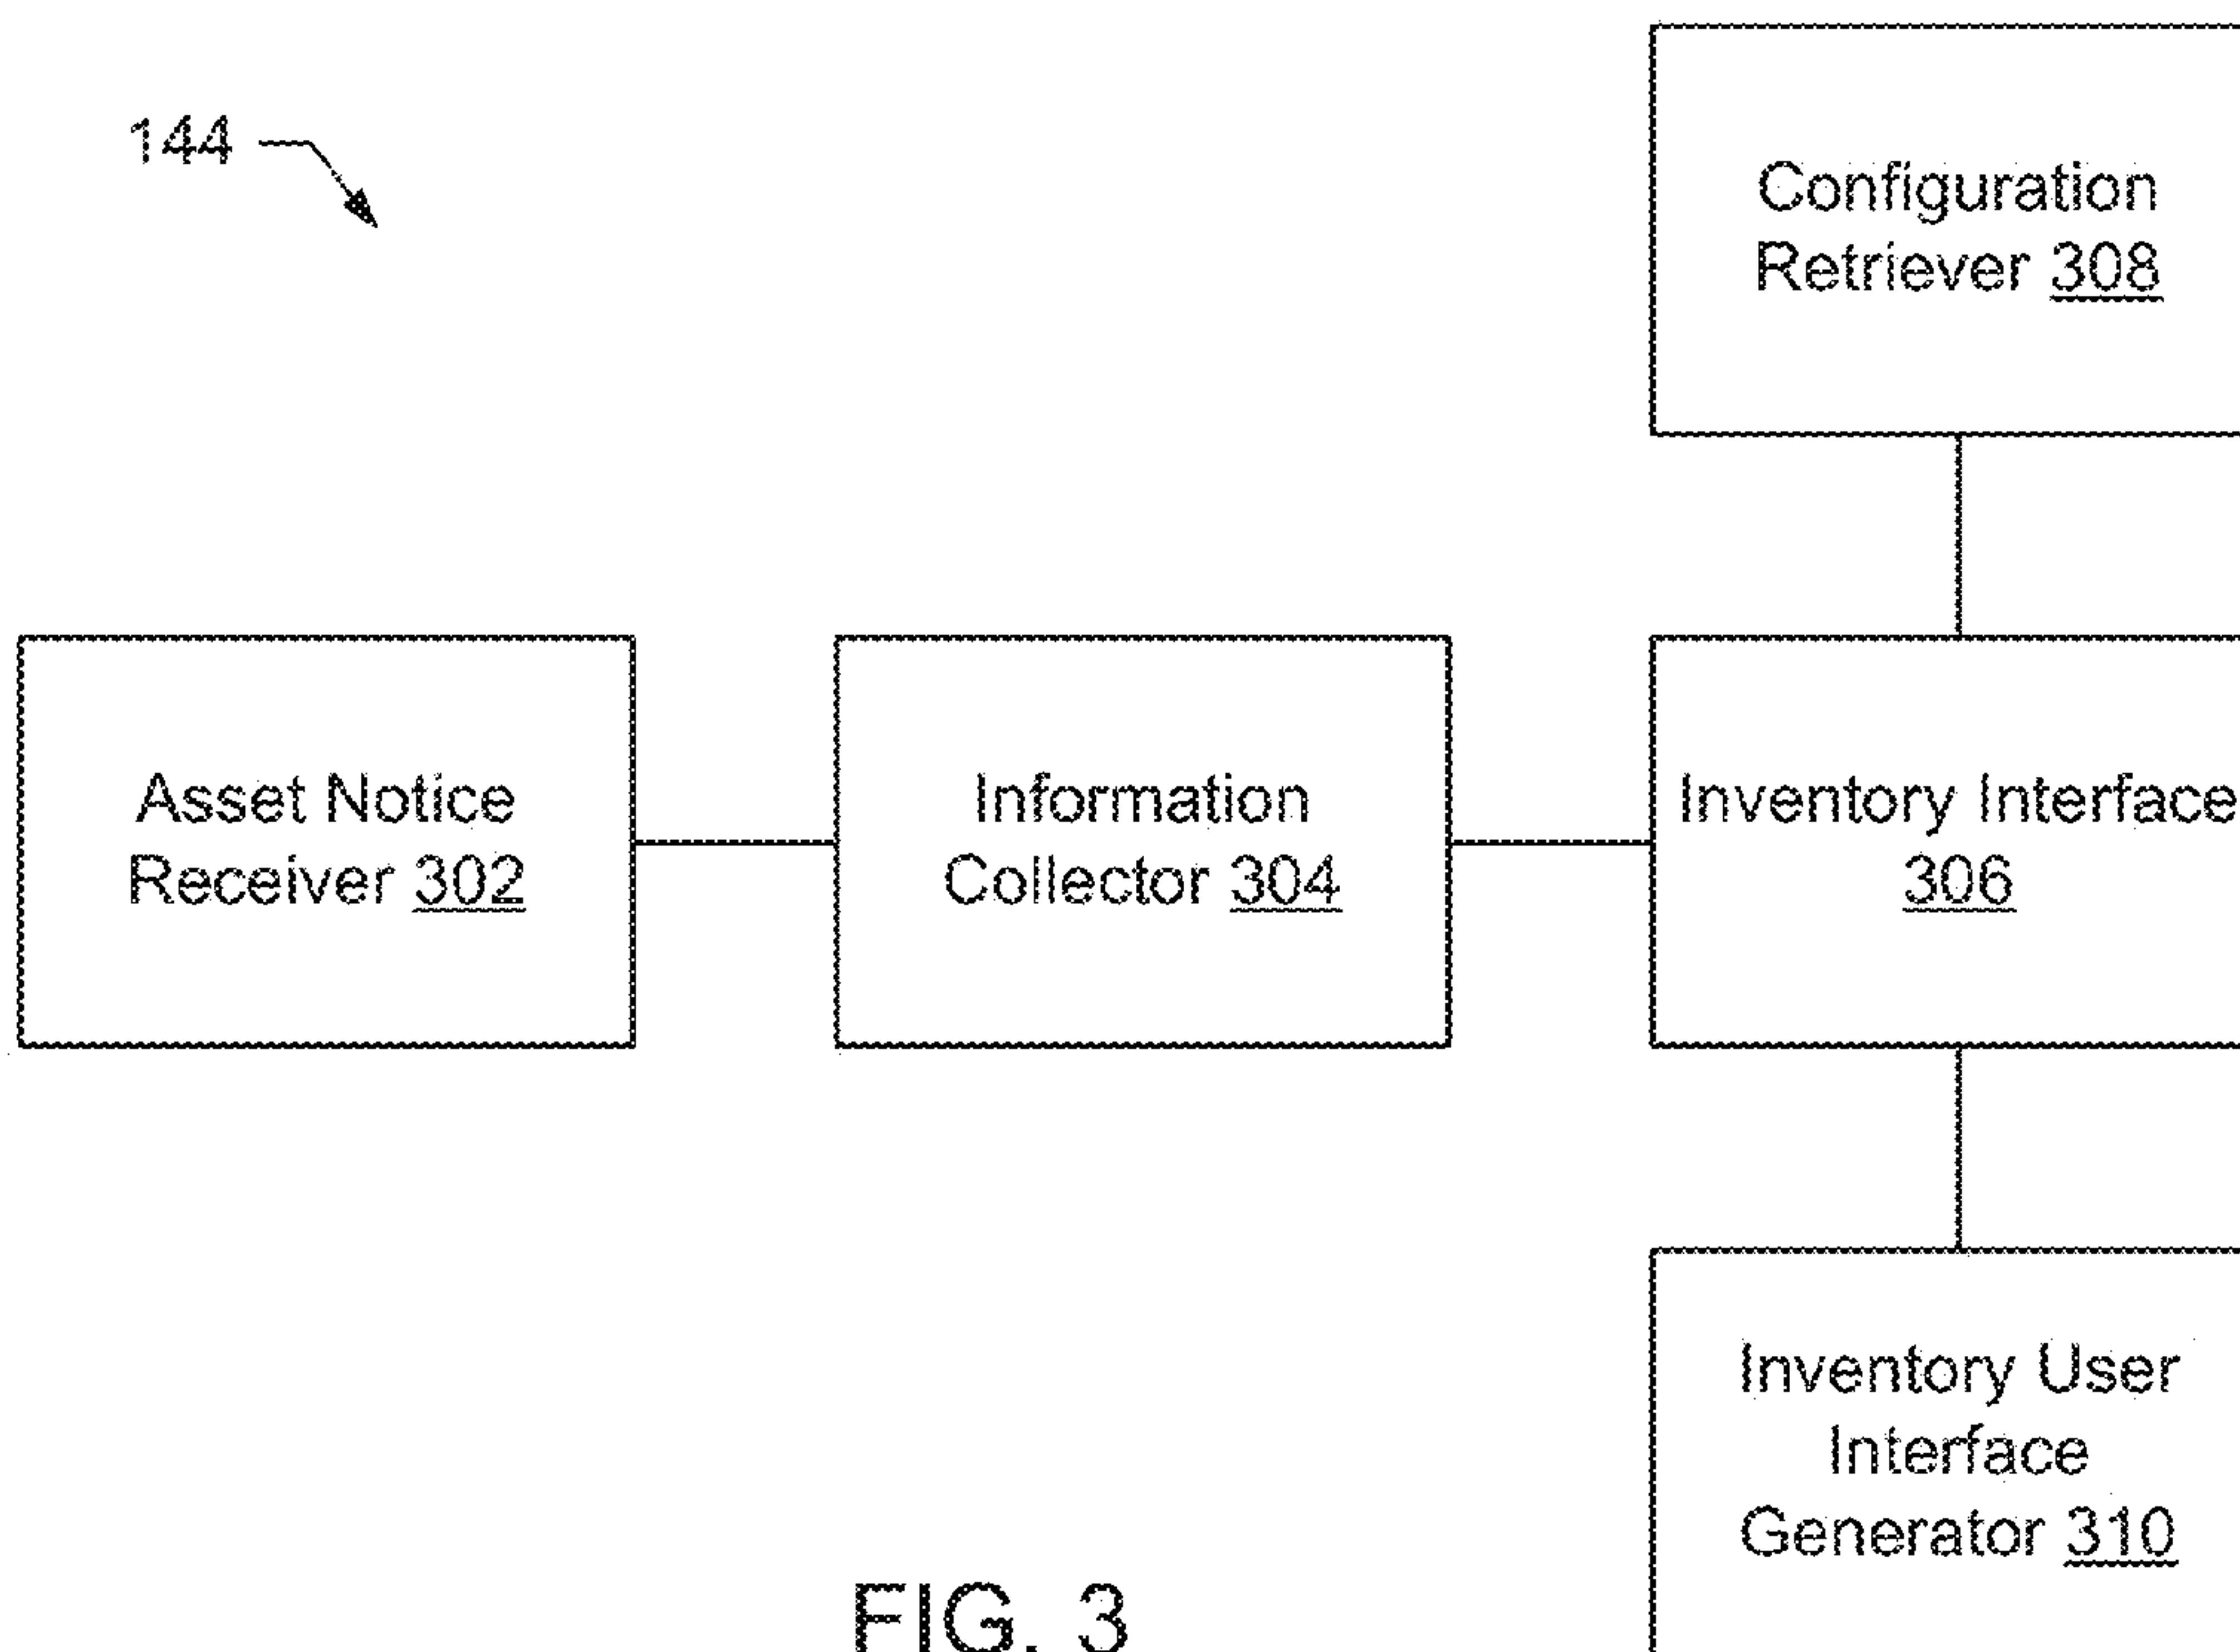 144
Configuration
Retriever 308
Asset Notice
Receiver 302
Information
Collector 304
Inventory Interface
306
Inventory User
Interface
Generator 310
FIG. 3